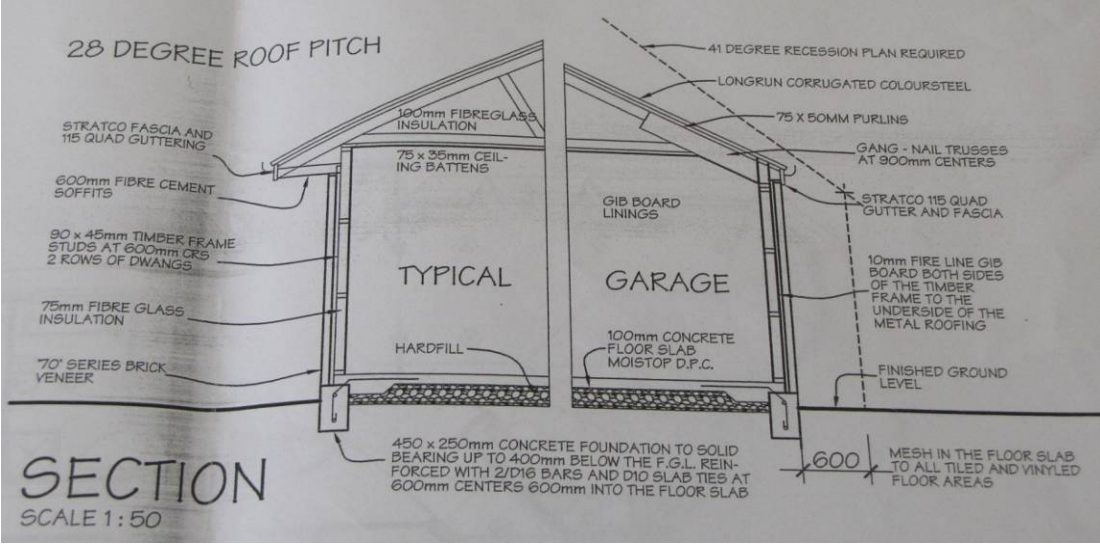 28 DEGREE ROOF PITCH
41 DEGREE RECESSION PLAN REQUIRED
LONGRUN CORRUGATED COLOURSTEEL
75 X 50MM PURLINS
GANG - NAIL TRUSSES
AT 900mm CENTERS
STRATCO 115 QUAD
GUTTER AND FASCIA
10mm FIRE LINE GIB
BOARD BOTH SIDES
OF THE TIMBER
FRAME TO THE
UNDERSIDE OF THE
METAL ROOFING
FINISHED GROUND
LEVEL
STRATCO FASCIA AND
115 QUAD GUTTERING
600mm FIBRE CEMENT
SOFFITS
90 x 45mm TIMBER FRAME
STUDS AT 600mm CRS
2 ROWS OF DWANGS
75mm FIBRE GLASS
INSULATION
'70' SERIES BRICK
VENEER
100mm FIBREGLASS
INSULATION
75 x 35mm CEIL-
ING BATTENS
GIB BOARD
LININGS
TYPICAL
GARAGE
HARDFILL
100mm CONCRETE
FLOOR SLAB
MOISTOP D.P.C.
450 x 250mm CONCRETE FOUNDATION TO SOLID
BEARING UP TO 400mm BELOW THE F.G.L. REIN-
FORCED WITH 2/D16 BARS AND D10 SLAB TIES AT
600mm CENTERS 600mm INTO THE FLOOR SLAB
600
MESH IN THE FLOOR SLAB
TO ALL TILED AND VINYLED
FLOOR AREAS
SECTION
SCALE 1:50